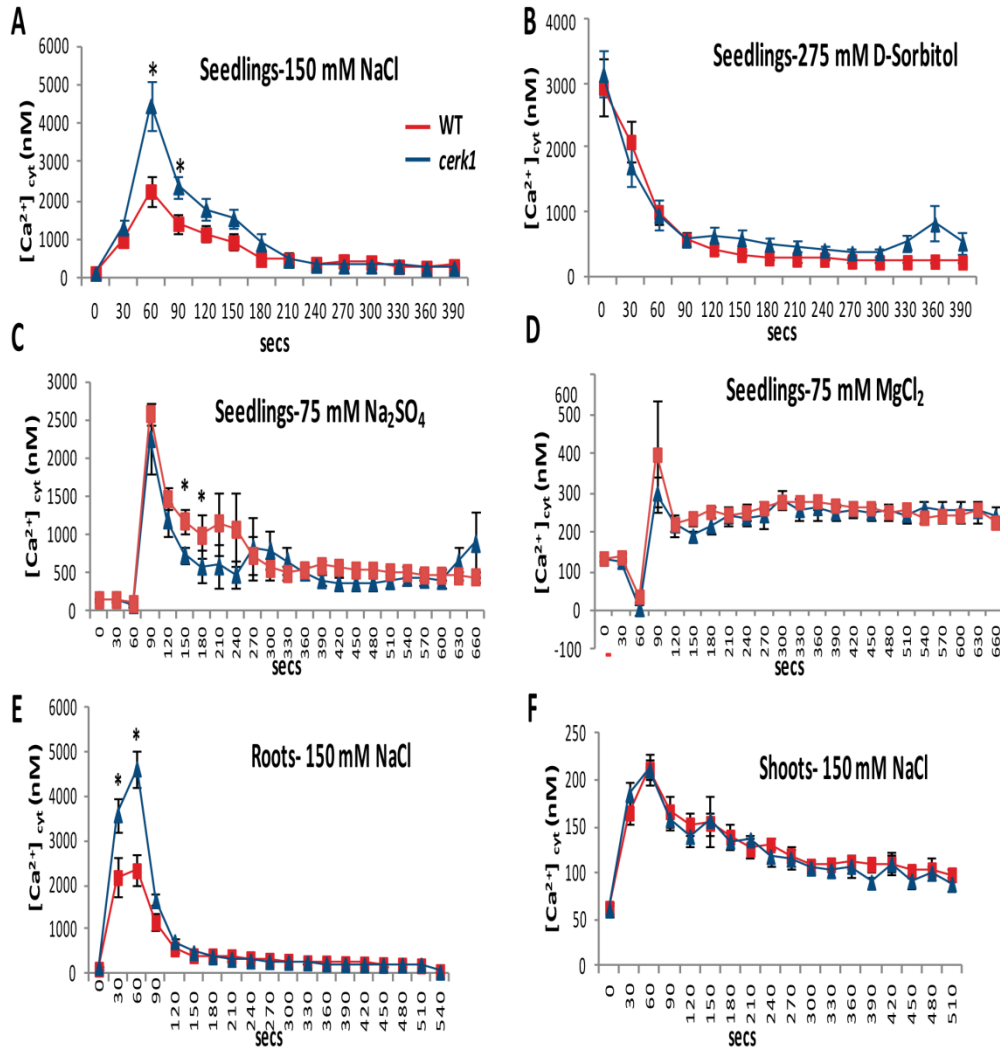 A
Seedlings-150 mM NaCl
[Ca²⁺] cyt (nM)
6000
5000
4000
3000
2000
1000
0
*
*
WT
cerk1
0 30 60 90 120 150 180 210 240 270 300 330 360 390
secs
B
Seedlings-275 mM D-Sorbitol
[Ca²⁺] cyt (nM)
4000
3000
2000
1000
0
0 30 60 90 120 150 180 210 240 270 300 330 360 390
secs
C
Seedlings-75 mM Na₂SO₄
[Ca²⁺] cyt (nM)
3000
2500
2000
1500
1000
500
0
* *
0 30 60 90 120 150 180 210 240 270 300 330 360 390 420 450 480 510 540 570 600 630 660
secs
D
Seedlings-75 mM MgCl₂
[Ca²⁺] cyt (nM)
600
500
400
300
200
100
0
-100
0 30 60 90 120 150 180 210 240 270 300 330 360 390 420 450 480 510 540 570 600 630 660
secs
E
Roots- 150 mM NaCl
[Ca²⁺] cyt (nM)
6000
5000
4000
3000
2000
1000
0
*
*
0 30 60 90 120 150 180 210 240 270 300 330 360 390 420 450 480 510 540
secs
F
Shoots- 150 mM NaCl
[Ca²⁺] cyt (nM)
250
200
150
100
50
0
0 30 60 90 120 150 180 210 240 270 300 330 360 390 420 450 480 510
secs